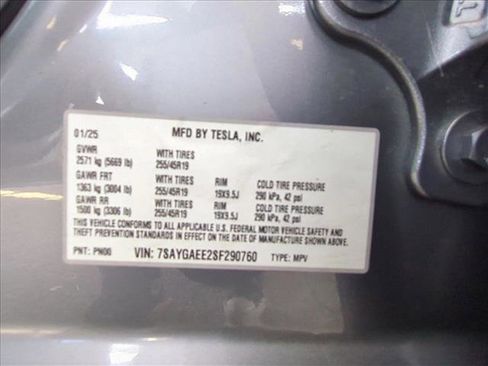 01/25 MFD BY TESLA, INC.
GVWR WITH TIRES
2571 kg (5669 lb) 255/45R19
GAWR FRT WITH TIRES RIM COLD TIRE PRESSURE
1363 kg (3004 lb) 255/45R19 19X9.5J 290 kPa, 42 psi
GAWR RR WITH TIRES RIM COLD TIRE PRESSURE
1500 kg (3306 lb) 255/45R19 19X9.5J 290 kPa, 42 psi
THIS VEHICLE CONFORMS TO ALL APPLICABLE U.S. FEDERAL MOTOR VEHICLE SAFETY AND
THEFT PREVENTION STANDARDS IN EFFECT ON THE DATE OF MANUFACTURE SHOWN ABOVE.
PNT: PN00 VIN: 7SAYGAEE2SF290760 TYPE: MPV